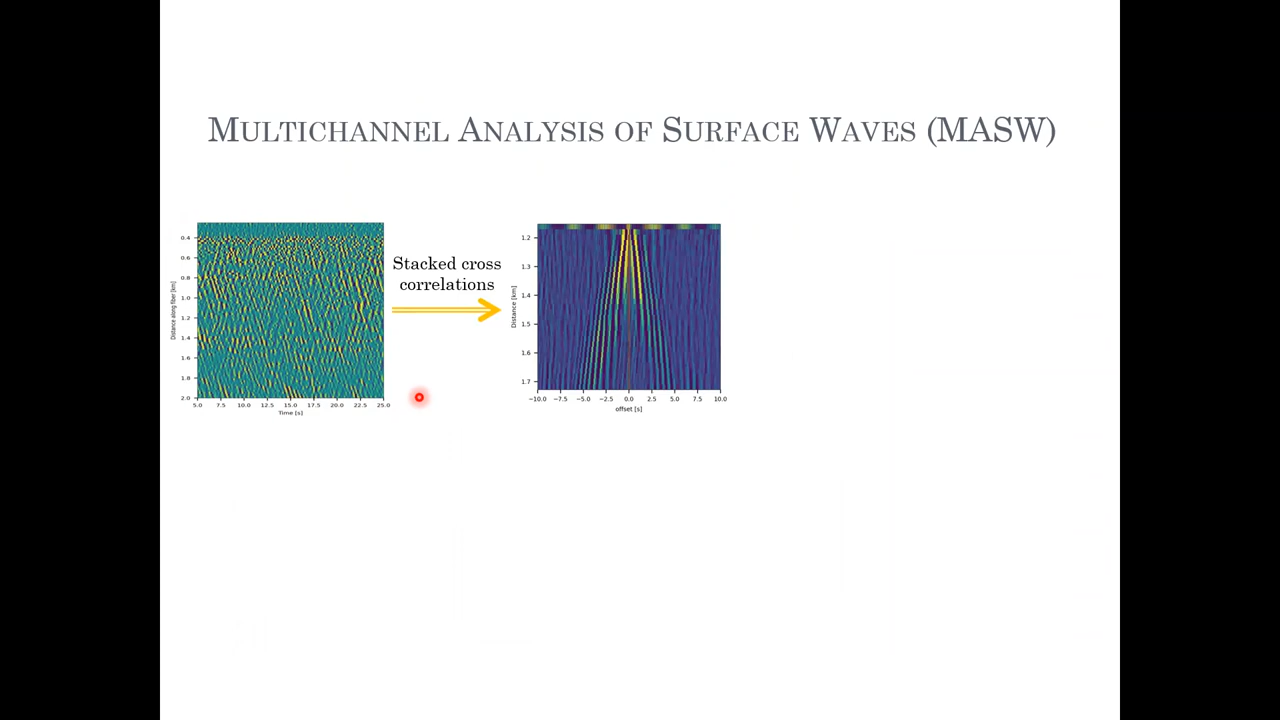 MULTICHANNEL ANALYSIS OF SURFACE WAVES (MASW)
0.4
0.6
0.8
1.0
1.2
1.4
1.6
1.8
2.0
Distance along fiber [km]
5.0 7.5 10.0 12.5 15.0 17.5 20.0 22.5 25.0
Time [s]
Stacked cross
correlations
1.2
1.3
1.4
1.5
1.6
1.7
Distance [km]
−10.0 −7.5 −5.0 −2.5 0.0 2.5 5.0 7.5 10.0
offset [s]